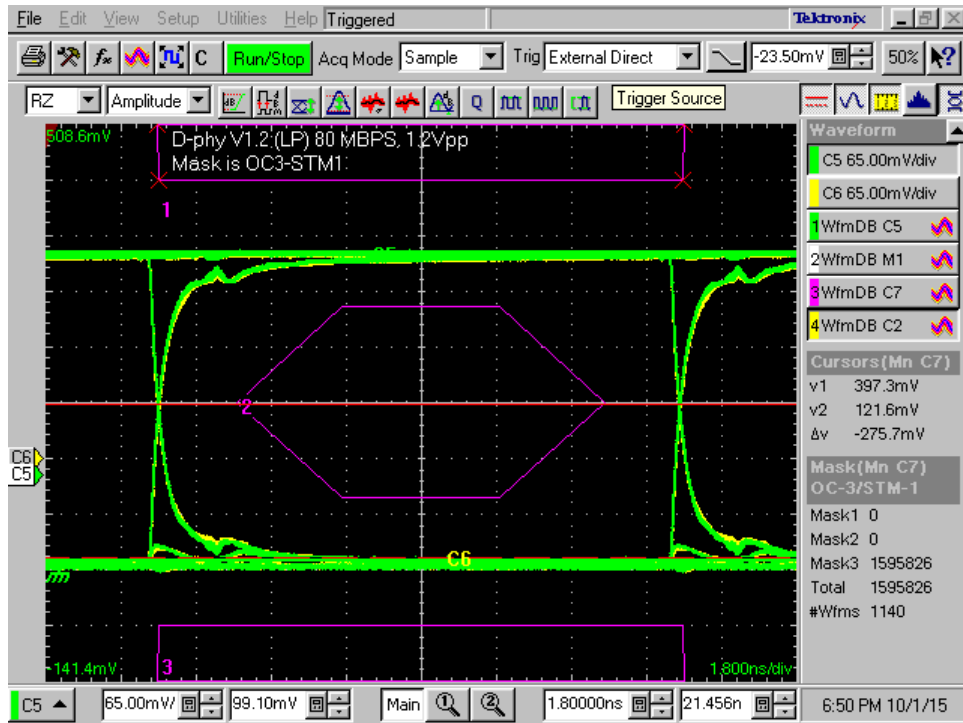 File Edit View Setup Utilities Help Triggered Tektronix
C Run/Stop Acq Mode Sample Trig External Direct -23.50mV 50% ?
RZ Amplitude Q Trigger Source
508.6mV
D-phy V1.2,(LP) 80 MBPS, 1.2Vpp
Mask is OC3-STM1
1
C5
2
C6
C6
C5
-141.4mV
3
1.800ns/div
Waveform
C5 65.00mV/div
C6 65.00mV/div
1 WfmDB C5
2 WfmDB M1
3 WfmDB C7
4 WfmDB C2
Cursors(Mn C7)
v1 397.3mV
v2 121.6mV
Δv -275.7mV
Mask(Mn C7)
OC-3/STM-1
Mask1 0
Mask2 0
Mask3 1595826
Total 1595826
#Wfms 1140
C5 65.00mV/ 99.10mV Main 1 2 1.80000ns 21.456n 6:50 PM 10/1/15